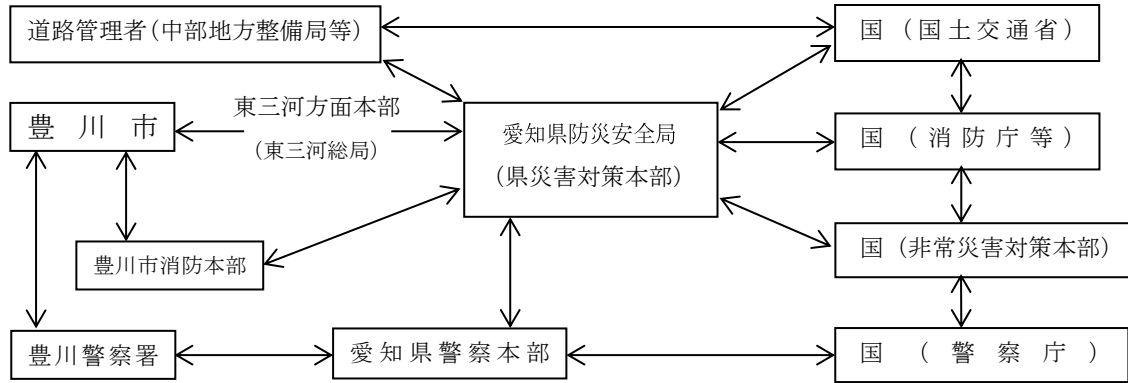 道路管理者(中部地方整備局等)
国(国土交通省)
豊川市
東三河方面本部
(東三河総局)
愛知県防災安全局
(県災害対策本部)
国(消防庁等)
豊川市消防本部
国(非常災害対策本部)
豊川警察署
愛知県警察本部
国(警察庁)